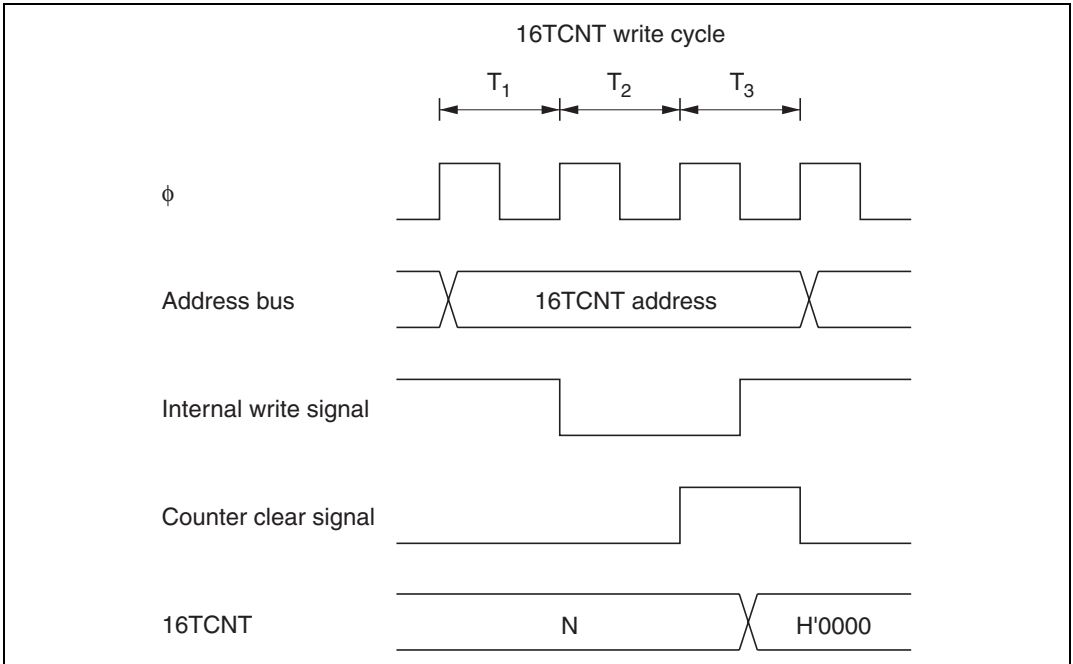 16TCNT write cycle
T1 T2 T3
φ
Address bus 16TCNT address
Internal write signal
Counter clear signal
16TCNT N H'0000